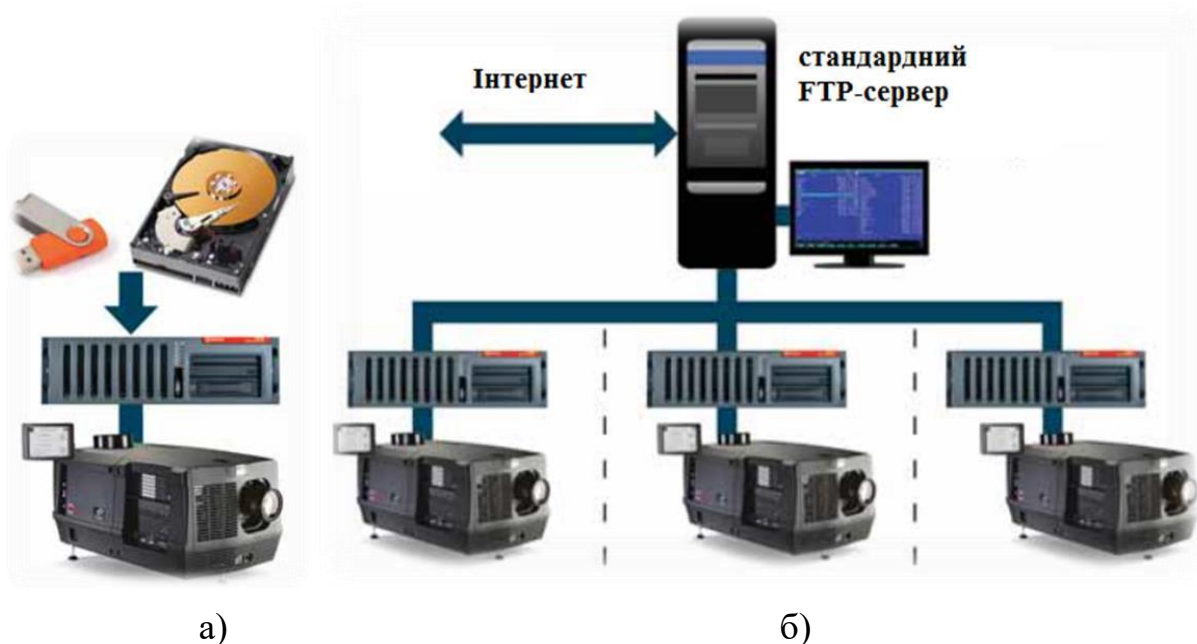 Інтернет
стандардний
FTP-сервер
а)
б)